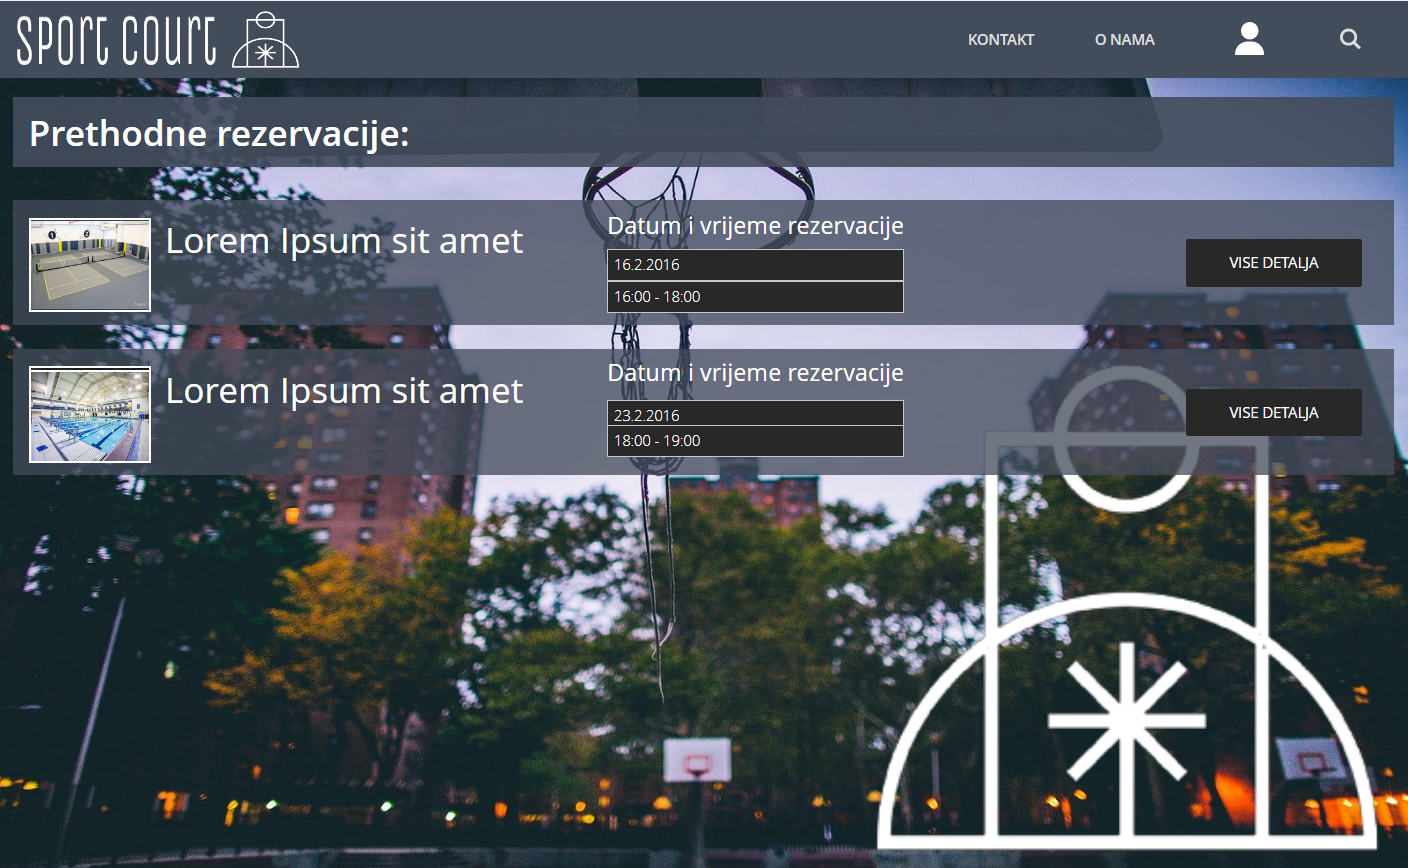 sport court
KONTAKT
O NAMA
Prethodne rezervacije:
Lorem Ipsum sit amet
Datum i vrijeme rezervacije
16.2.2016
16:00 - 18:00
VISE DETALJA
Lorem Ipsum sit amet
Datum i vrijeme rezervacije
23.2.2016
18:00 - 19:00
VISE DETALJA